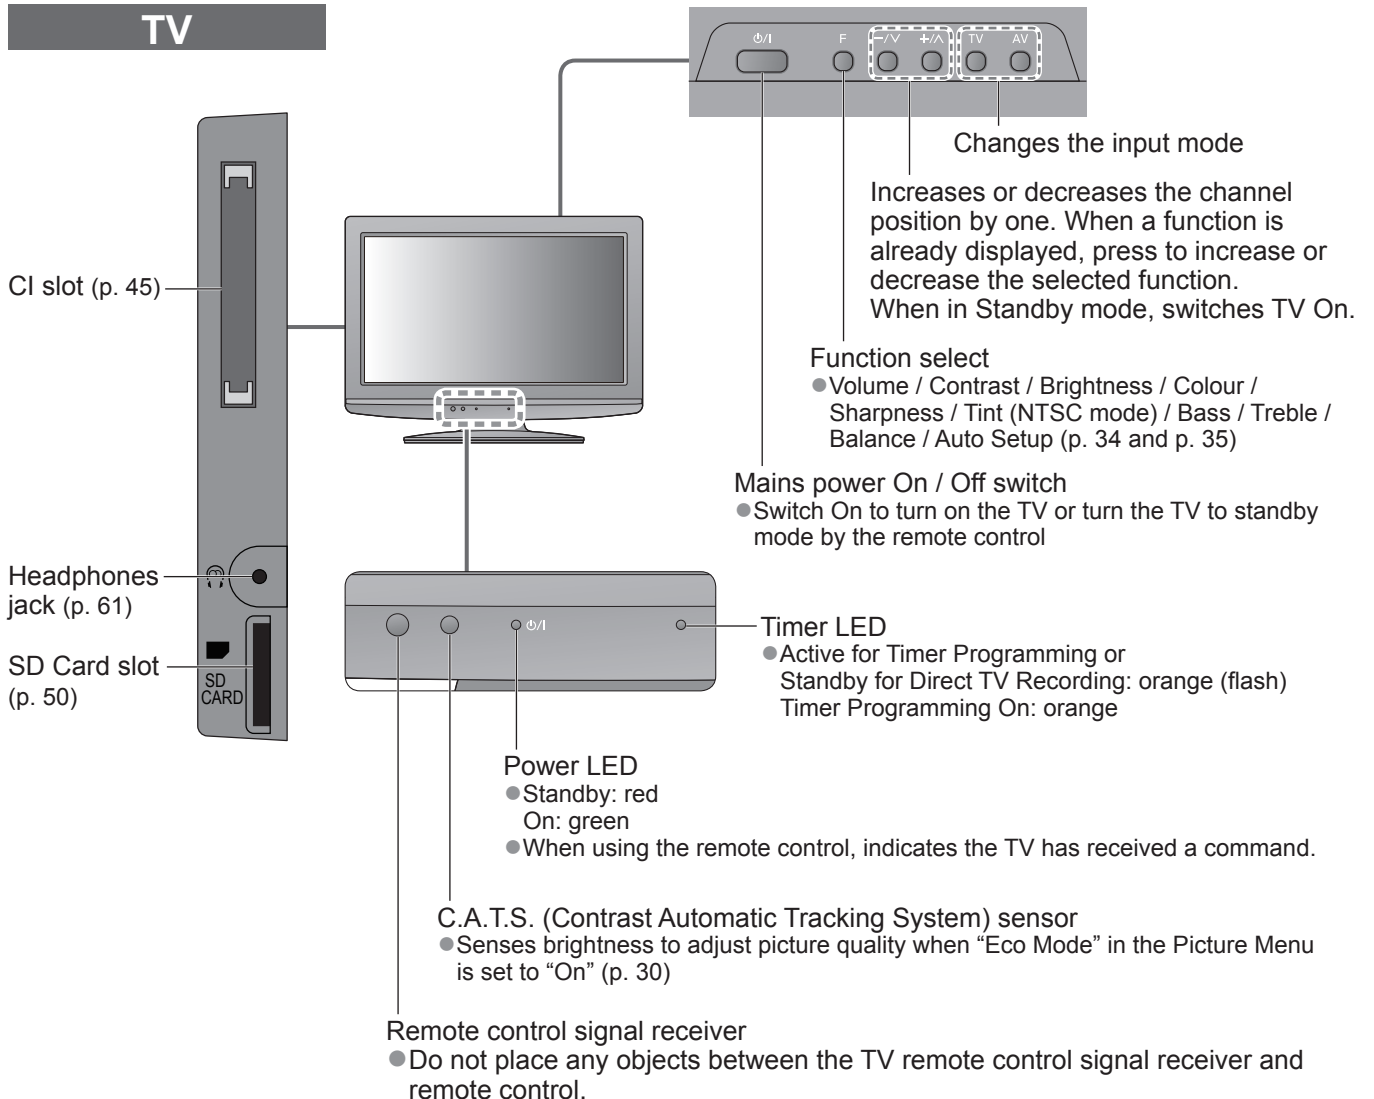 TV
⏻/I
F
−/∨
+/∧
TV
AV
Changes the input mode
Increases or decreases the channel
position by one. When a function is
already displayed, press to increase or
decrease the selected function.
When in Standby mode, switches TV On.
Function select
●Volume / Contrast / Brightness / Colour /
Sharpness / Tint (NTSC mode) / Bass / Treble /
Balance / Auto Setup (p. 34 and p. 35)
Mains power On / Off switch
●Switch On to turn on the TV or turn the TV to standby
mode by the remote control
CI slot (p. 45)
Headphones
jack (p. 61)
SD Card slot
(p. 50)
SD
CARD
⏻/I
Timer LED
●Active for Timer Programming or
Standby for Direct TV Recording: orange (flash)
Timer Programming On: orange
Power LED
●Standby: red
On: green
●When using the remote control, indicates the TV has received a command.
C.A.T.S. (Contrast Automatic Tracking System) sensor
●Senses brightness to adjust picture quality when “Eco Mode” in the Picture Menu
is set to “On” (p. 30)
Remote control signal receiver
●Do not place any objects between the TV remote control signal receiver and
remote control.